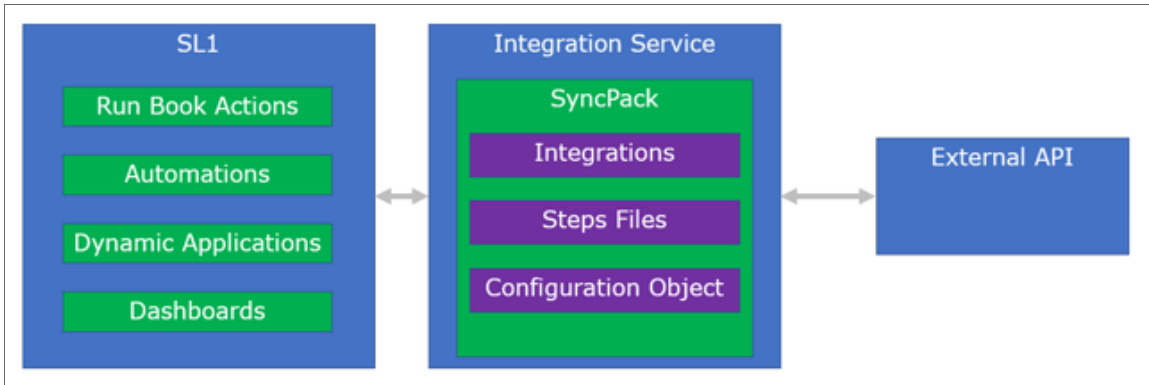 SL1
Run Book Actions
Automations
Dynamic Applications
Dashboards
Integration Service
SyncPack
Integrations
Steps Files
Configuration Object
External API